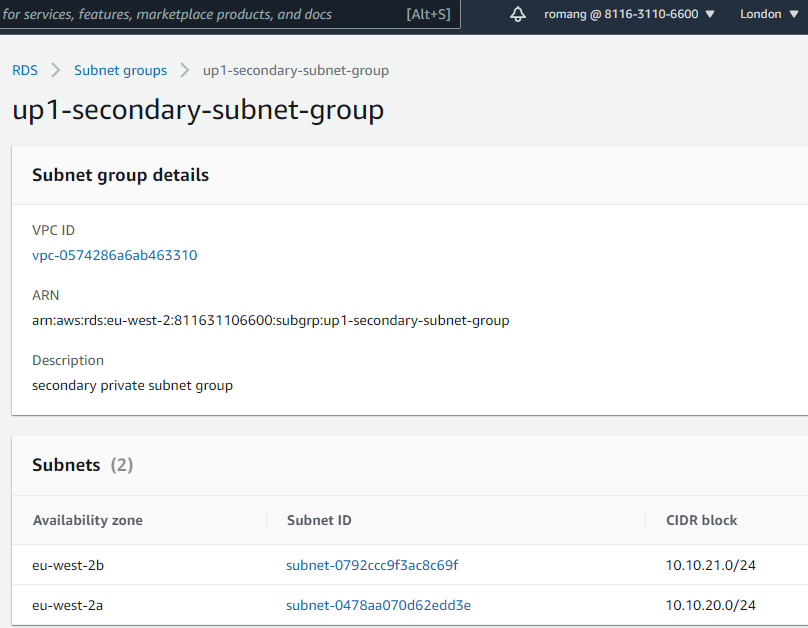 for services, features, marketplace products, and docs [Alt+S] romang @ 8116-3110-6600 London
RDS Subnet groups up1-secondary-subnet-group
up1-secondary-subnet-group
Subnet group details
VPC ID
vpc-0574286a6ab463310
ARN
arn:aws:rds:eu-west-2:811631106600:subgrp:up1-secondary-subnet-group
Description
secondary private subnet group
Subnets (2)
Availability zone Subnet ID CIDR block
eu-west-2b subnet-0792ccc9f3ac8c69f 10.10.21.0/24
eu-west-2a subnet-0478aa070d62edd3e 10.10.20.0/24